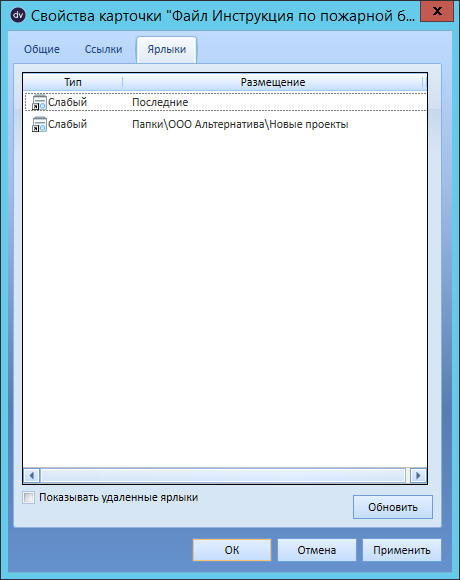 dv Свойства карточки "Файл Инструкция по пожарной б...
Общие Ссылки Ярлыки
Тип Размещение
Слабый Последние
Слабый Папки\ООО Альтернатива\Новые проекты
Показывать удаленные ярлыки
Обновить
ОК Отмена Применить